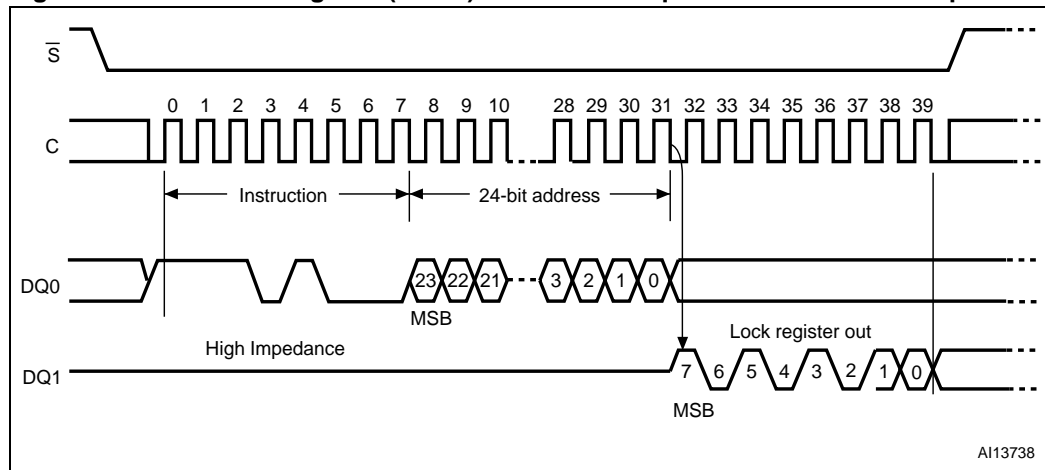 S
0 1 2 3 4 5 6 7 8 9 10 28 29 30 31 32 33 34 35 36 37 38 39
C
Instruction 24-bit address
DQ0 23 22 21 3 2 1 0
MSB
High Impedance Lock register out
DQ1 7 6 5 4 3 2 1 0
MSB
AI13738